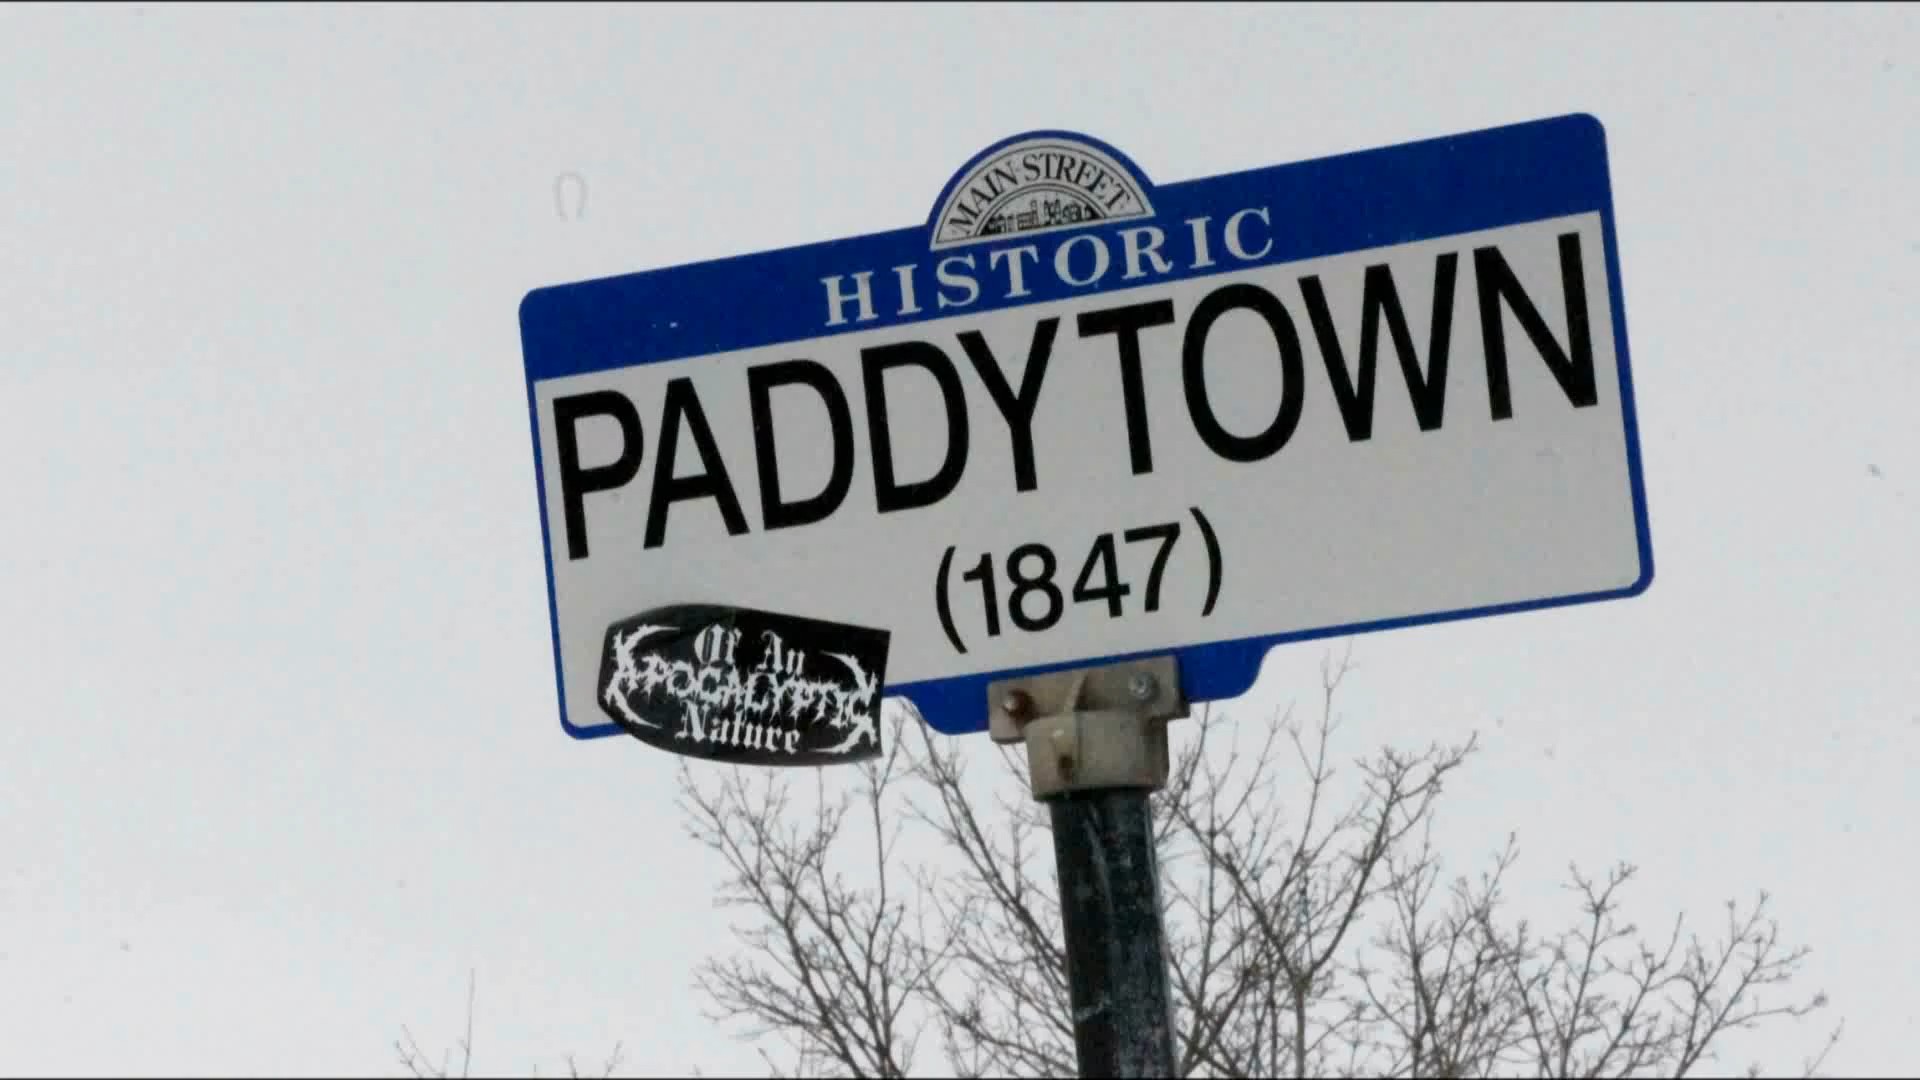 MAIN STREET
HISTORIC
PADDYTOWN
(1847)
Of An
APOCALYPTIC
Nature